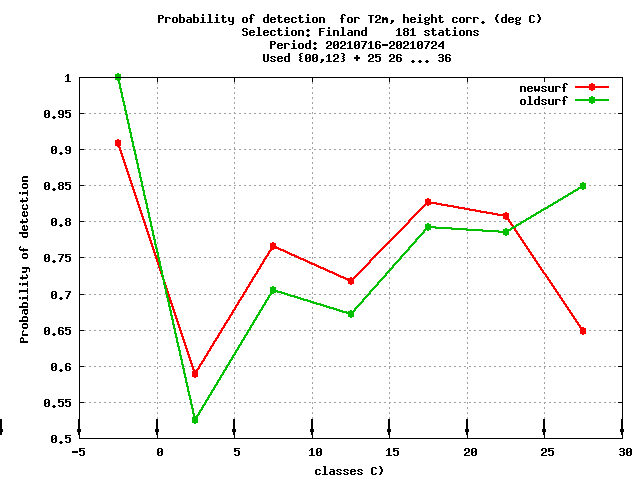 Probability of detection  for T2m, height corr. (deg C)
Selection: Finland    181 stations
Period: 20210716-20210724
Used {00,12} + 25 26 ... 36
newsurf
oldsurf
Probability of detection
1
0.95
0.9
0.85
0.8
0.75
0.7
0.65
0.6
0.55
0.5
-5 0 5 10 15 20 25 30
classes C)